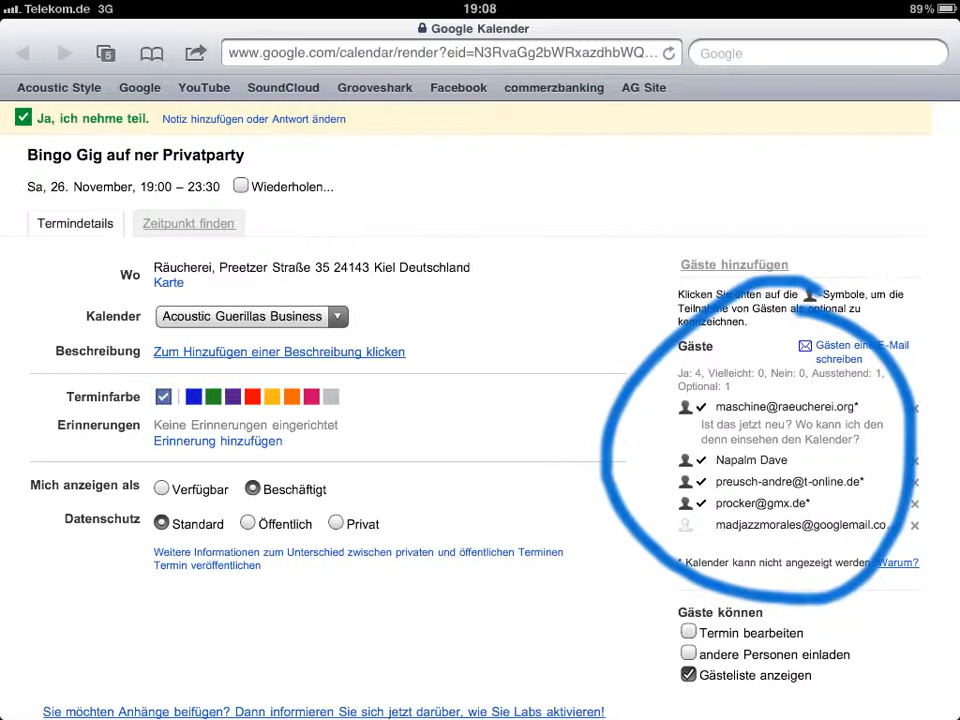 Telekom.de 3G 19:08 89 %
Google Kalender
5 www.google.com/calendar/render?eid=N3RvaGg2bWRxazdhbWQ... Google
Acoustic Style Google YouTube SoundCloud Grooveshark Facebook commerzbanking AG Site
Ja, ich nehme teil. Notiz hinzufügen oder Antwort ändern
Bingo Gig auf ner Privatparty
Sa, 26. November, 19:00 – 23:30 Wiederholen...
Termindetails Zeitpunkt finden
Wo Räucherei, Preetzer Straße 35 24143 Kiel Deutschland
Karte
Kalender Acoustic Guerillas Business
Beschreibung Zum Hinzufügen einer Beschreibung klicken
Terminfarbe
Erinnerungen Keine Erinnerungen eingerichtet
Erinnerung hinzufügen
Mich anzeigen als Verfügbar Beschäftigt
Datenschutz Standard Öffentlich Privat
Weitere Informationen zum Unterschied zwischen privaten und öffentlichen Terminen
Termin veröffentlichen
Gäste hinzufügen
Klicken Sie unten auf die Symbole, um die
Teilnahme von Gästen als optional zu
kennzeichnen.
Gäste Gästen eine E-Mail
schreiben
Ja: 4, Vielleicht: 0, Nein: 0, Ausstehend: 1,
Optional: 1
maschine@raeucherei.org*
Ist das jetzt neu? Wo kann ich den
denn einsehen den Kalender?
Napalm Dave
preusch-andre@t-online.de*
procker@gmx.de*
madjazzmorales@googlemail.co...
* Kalender kann nicht angezeigt werden Warum?
Gäste können
Termin bearbeiten
andere Personen einladen
Gästeliste anzeigen
Sie möchten Anhänge beifügen? Dann informieren Sie sich jetzt darüber, wie Sie Labs aktivieren!